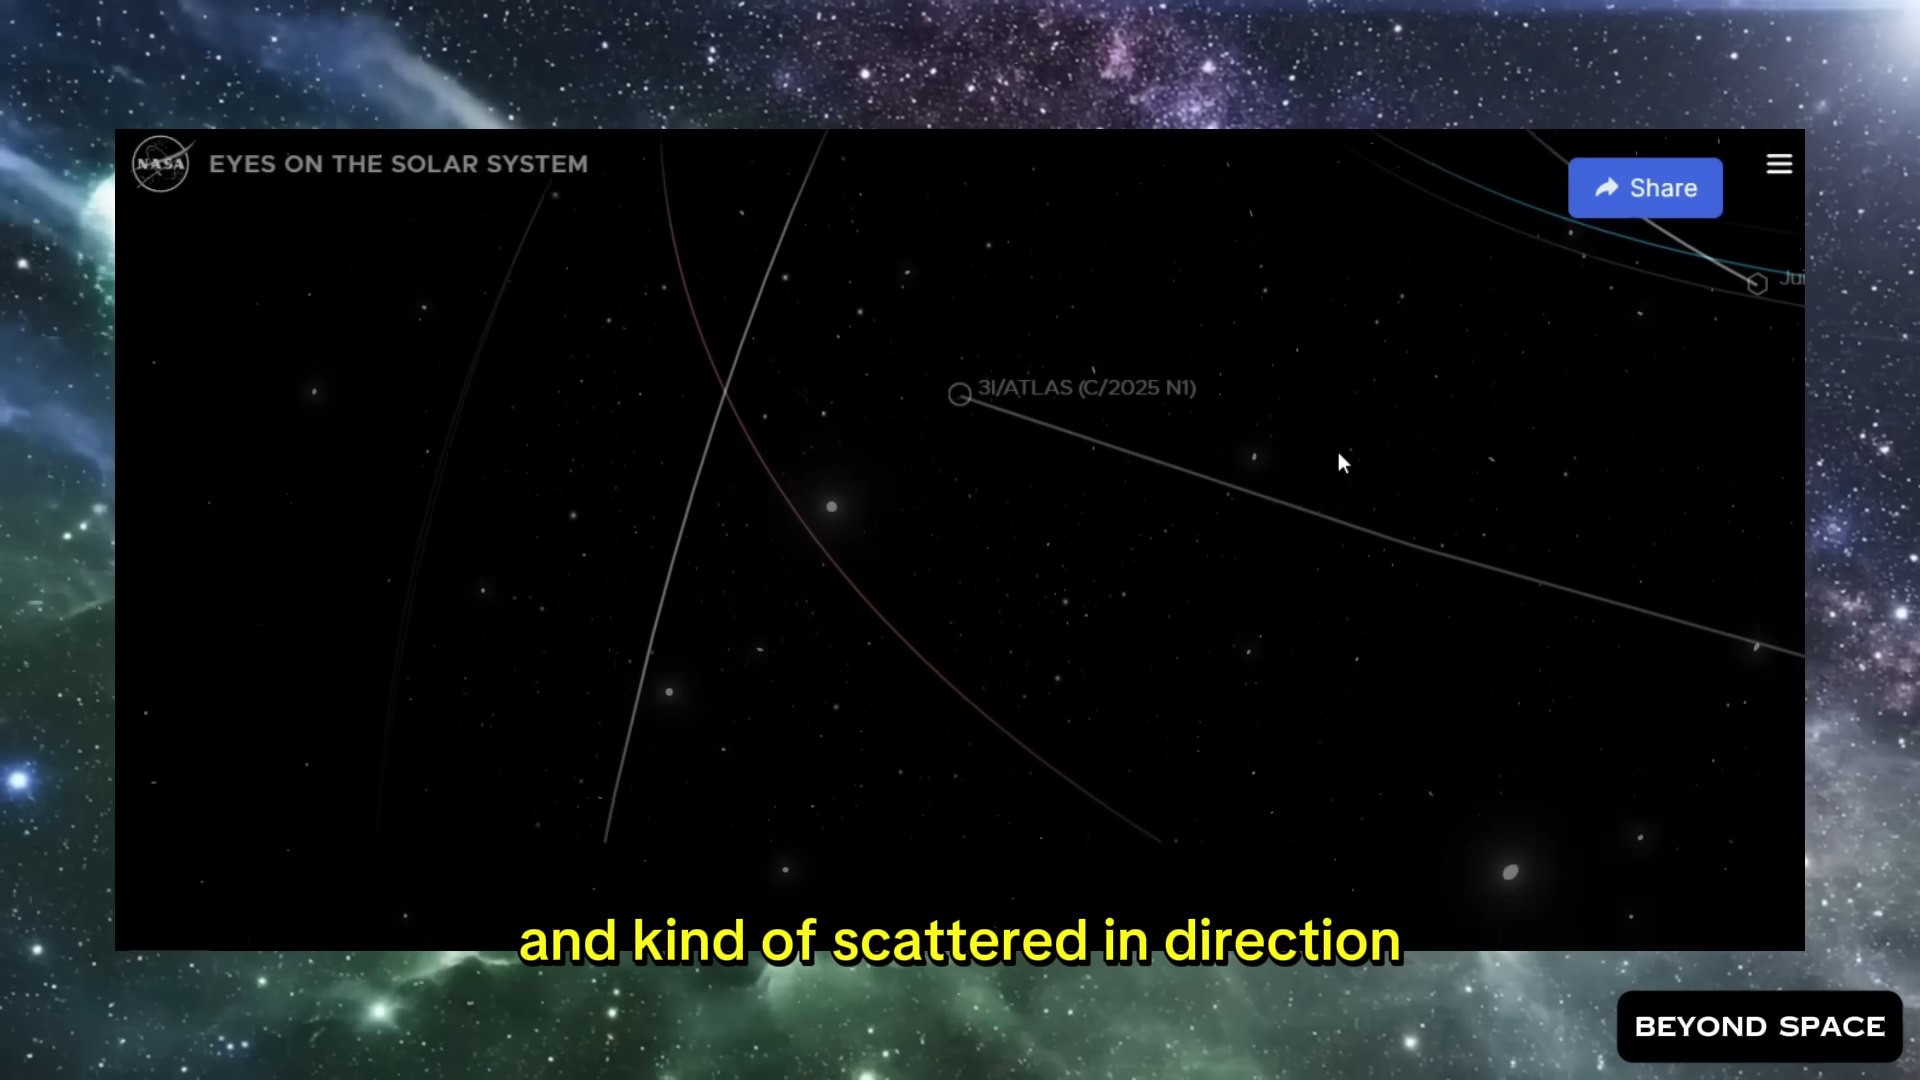 NASA
EYES ON THE SOLAR SYSTEM
Share
3I/ATLAS (C/2025 N1)
and kind of scattered in direction
BEYOND SPACE